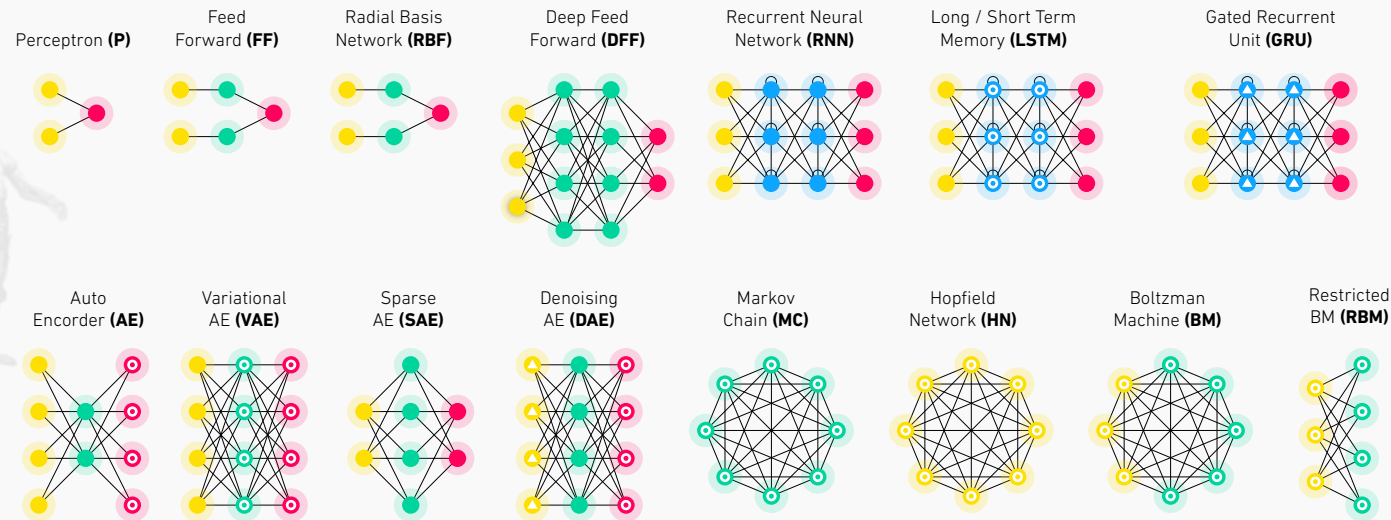 Perceptron (P)
Feed
Forward (FF)
Radial Basis
Network (RBF)
Deep Feed
Forward (DFF)
Recurrent Neural
Network (RNN)
Long / Short Term
Memory (LSTM)
Gated Recurrent
Unit (GRU)
Auto
Encorder (AE)
Variational
AE (VAE)
Sparse
AE (SAE)
Denoising
AE (DAE)
Markov
Chain (MC)
Hopfield
Network (HN)
Boltzman
Machine (BM)
Restricted
BM (RBM)